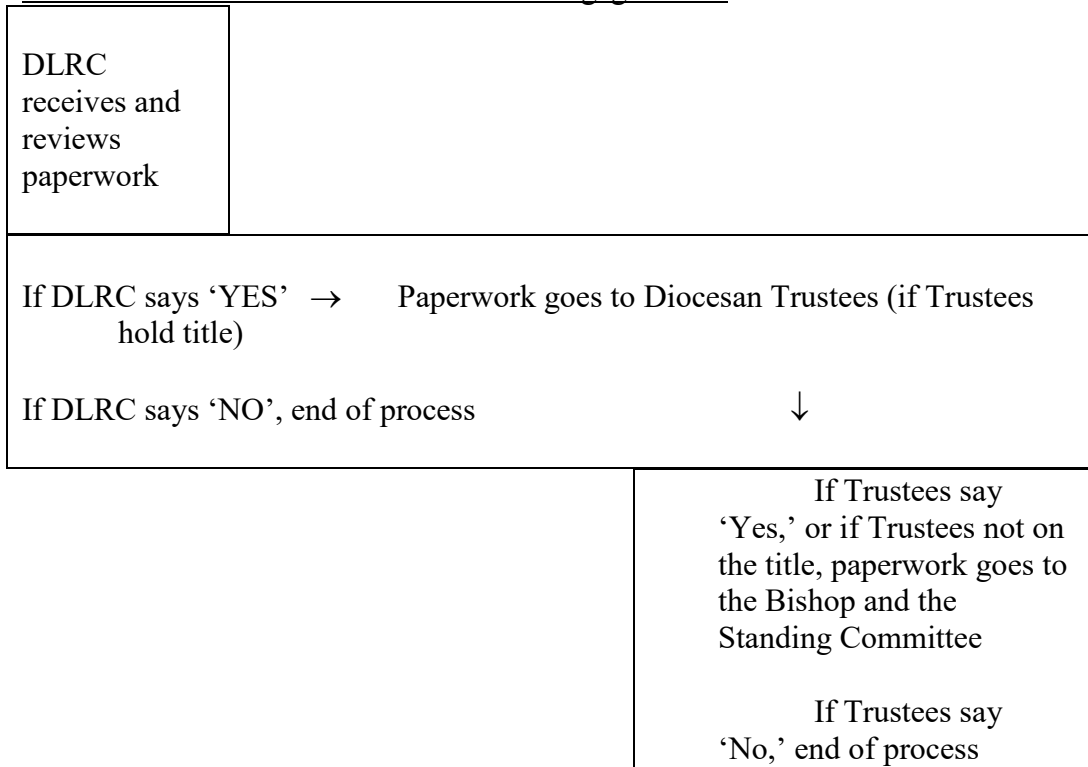 DLRC
receives and
reviews
paperwork
If DLRC says ‘YES’ → Paperwork goes to Diocesan Trustees (if Trustees
hold title)
If DLRC says ‘NO’, end of process ↓
If Trustees say
‘Yes,’ or if Trustees not on
the title, paperwork goes to
the Bishop and the
Standing Committee
If Trustees say
‘No,’ end of process